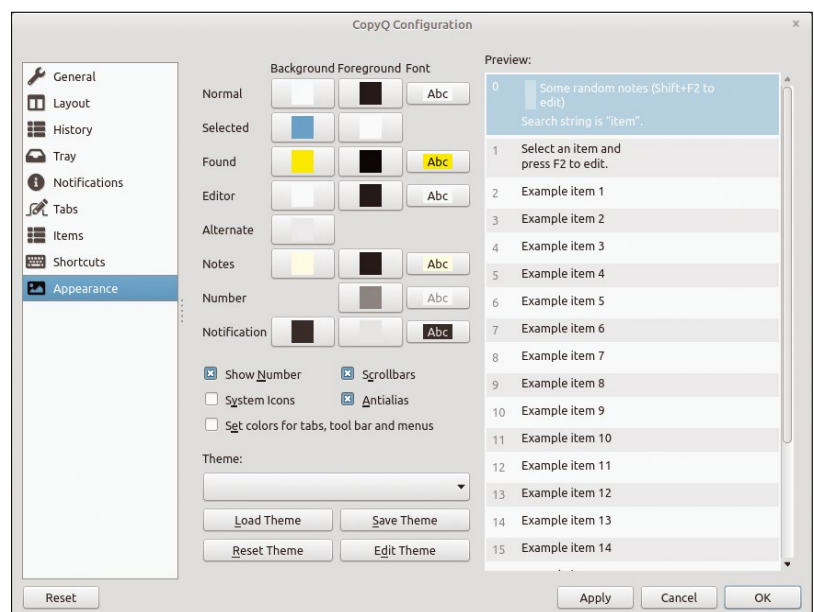 CopyQ Configuration
General
Layout
History
Tray
Notifications
Tabs
Items
Shortcuts
Appearance
Background Foreground Font
Normal Abc
Selected
Found Abc
Editor Abc
Alternate
Notes Abc
Number Abc
Notification Abc
Show Number Scrollbars
System Icons Antialias
Set colors for tabs, tool bar and menus
Theme:
Load Theme Save Theme
Reset Theme Edit Theme
Preview:
0 Some random notes (Shift+F2 to
edit)
Search string is "item".
1 Select an item and
press F2 to edit.
2 Example item 1
3 Example item 2
4 Example item 3
5 Example item 4
6 Example item 5
7 Example item 6
8 Example item 7
9 Example item 8
10 Example item 9
11 Example item 10
12 Example item 11
13 Example item 12
14 Example item 13
15 Example item 14
Reset Apply Cancel OK